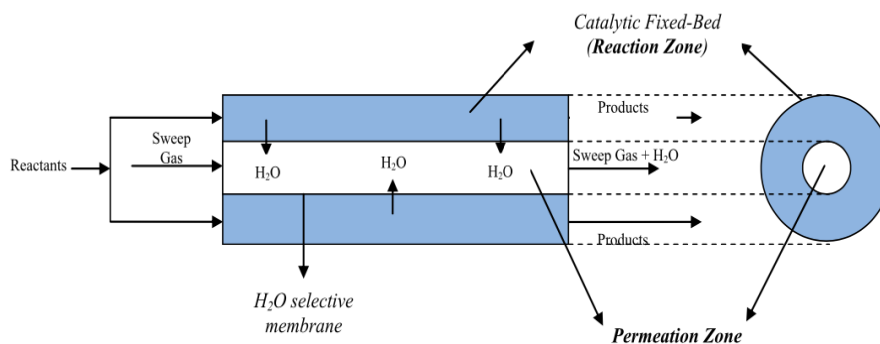 Catalytic Fixed-Bed
(Reaction Zone)
Products
Sweep
Gas
Reactants
H₂O
H₂O
H₂O
Sweep Gas + H₂O
Products
H₂O selective
membrane
Permeation Zone